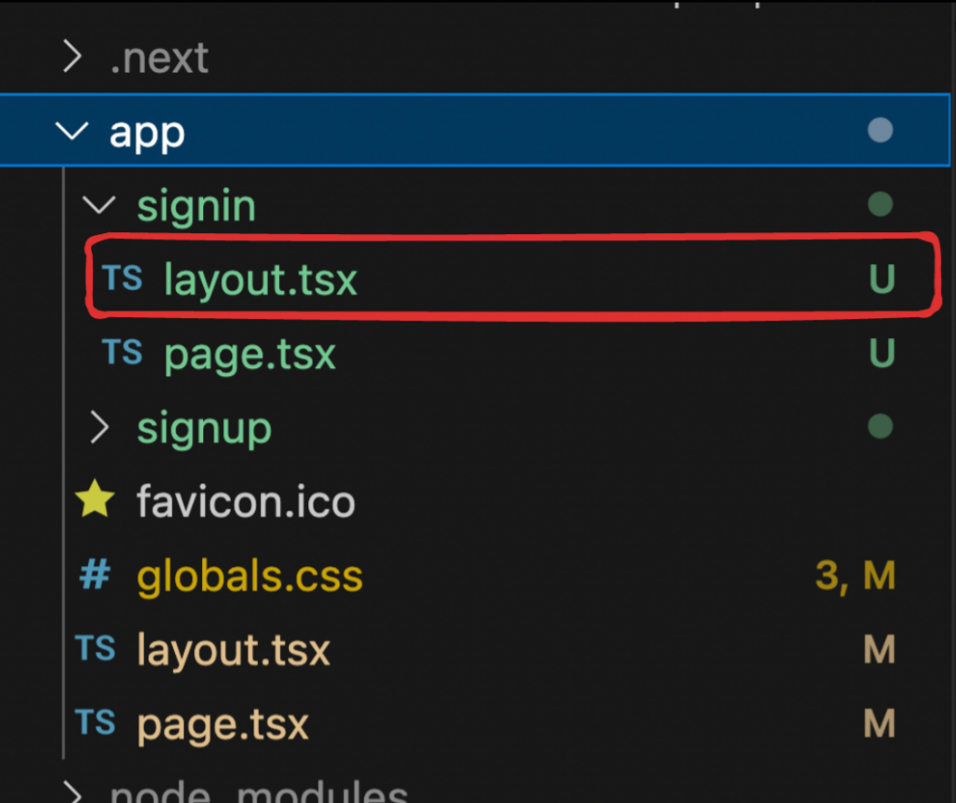 .next
app
signin
TS layout.tsx U
TS page.tsx U
signup
favicon.ico
# globals.css 3, M
TS layout.tsx M
TS page.tsx M
node_modules